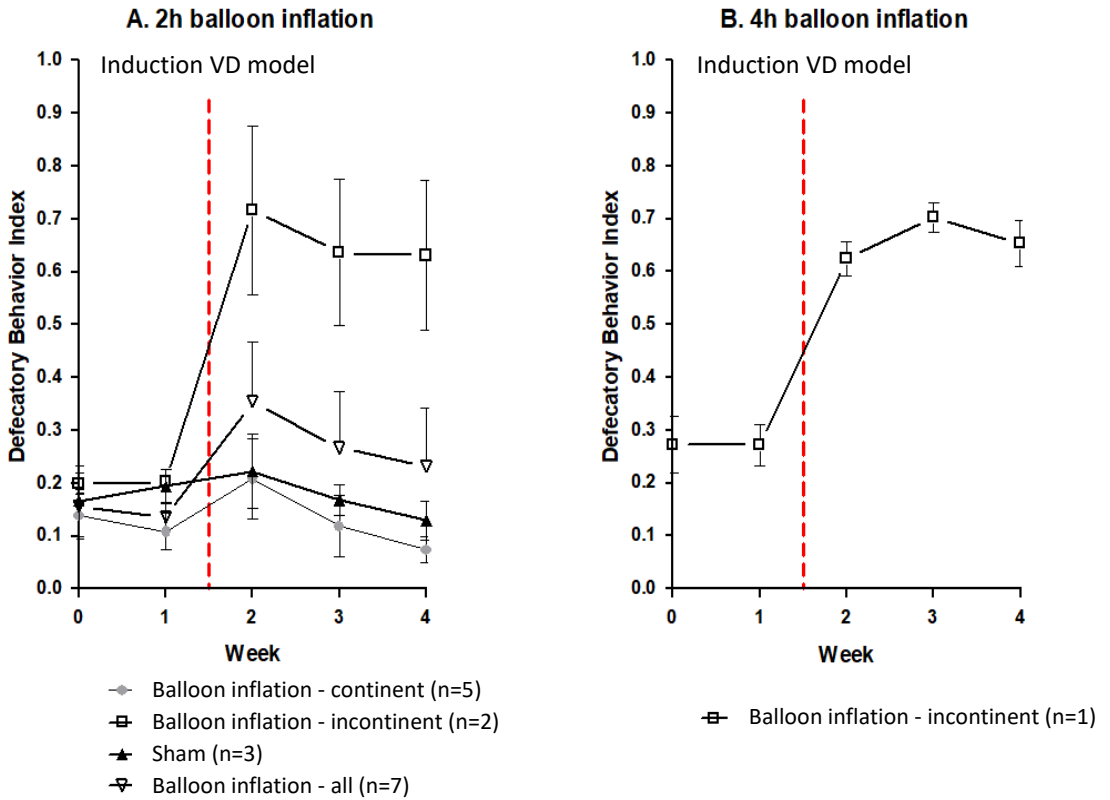 A. 2h balloon inflation
Induction VD model
1.0
0.9
0.8
0.7
0.6
0.5
0.4
0.3
0.2
0.1
0.0
Defecatory Behavior Index
0 1 2 3 4
Week
Balloon inflation - continent (n=5)
Balloon inflation - incontinent (n=2)
Sham (n=3)
Balloon inflation - all (n=7)
B. 4h balloon inflation
Induction VD model
1.0
0.9
0.8
0.7
0.6
0.5
0.4
0.3
0.2
0.1
0.0
Defecatory Behavior Index
0 1 2 3 4
Week
Balloon inflation - incontinent (n=1)